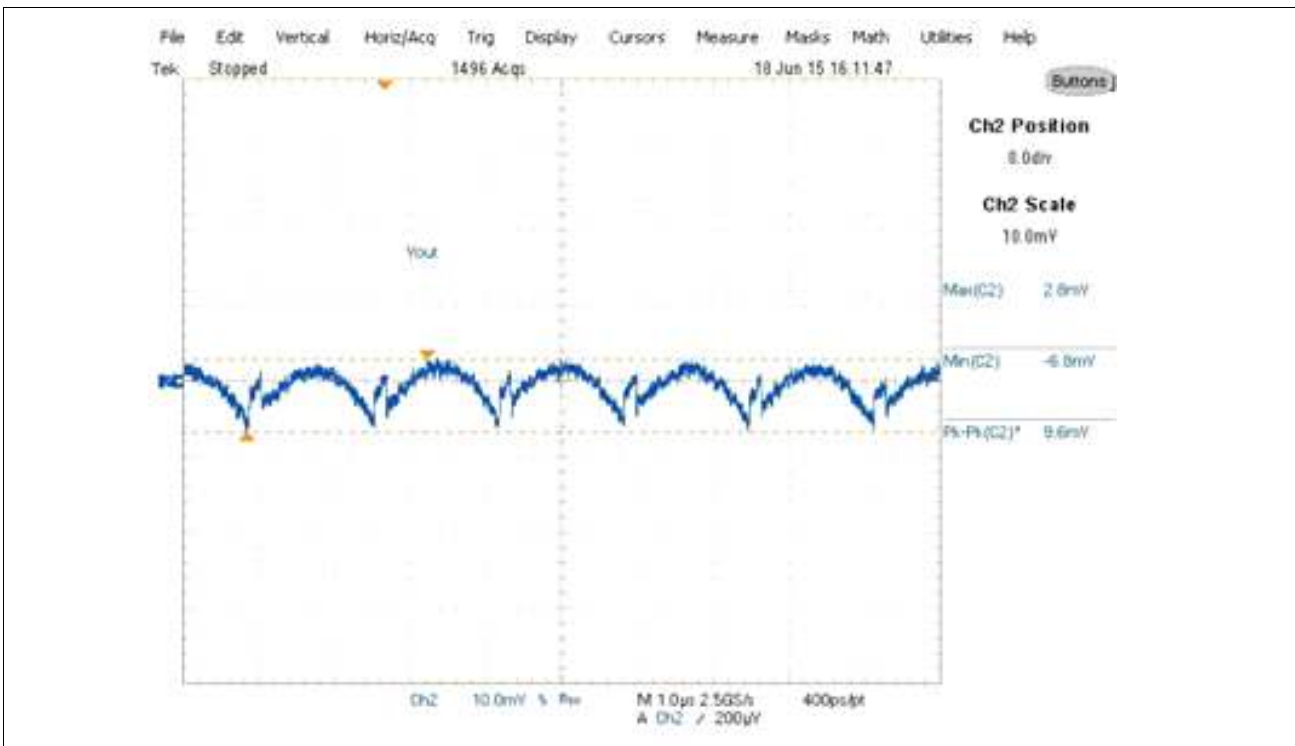 File Edit Vertical Horiz/Acq Trig Display Cursors Measure Masks Math Utilities Help
Tek Stopped 1496 Acqs 18 Jun 15 16:11:47
Buttons
Ch2 Position
0.0div
Ch2 Scale
10.0mV
Vout
Max(C2) 2.8mV
Min(C2) -6.8mV
Pk-Pk(C2)* 9.6mV
Ch2 10.0mV M 1.0µs 2.5GS/s 400ps/pt
A Ch2 200µV